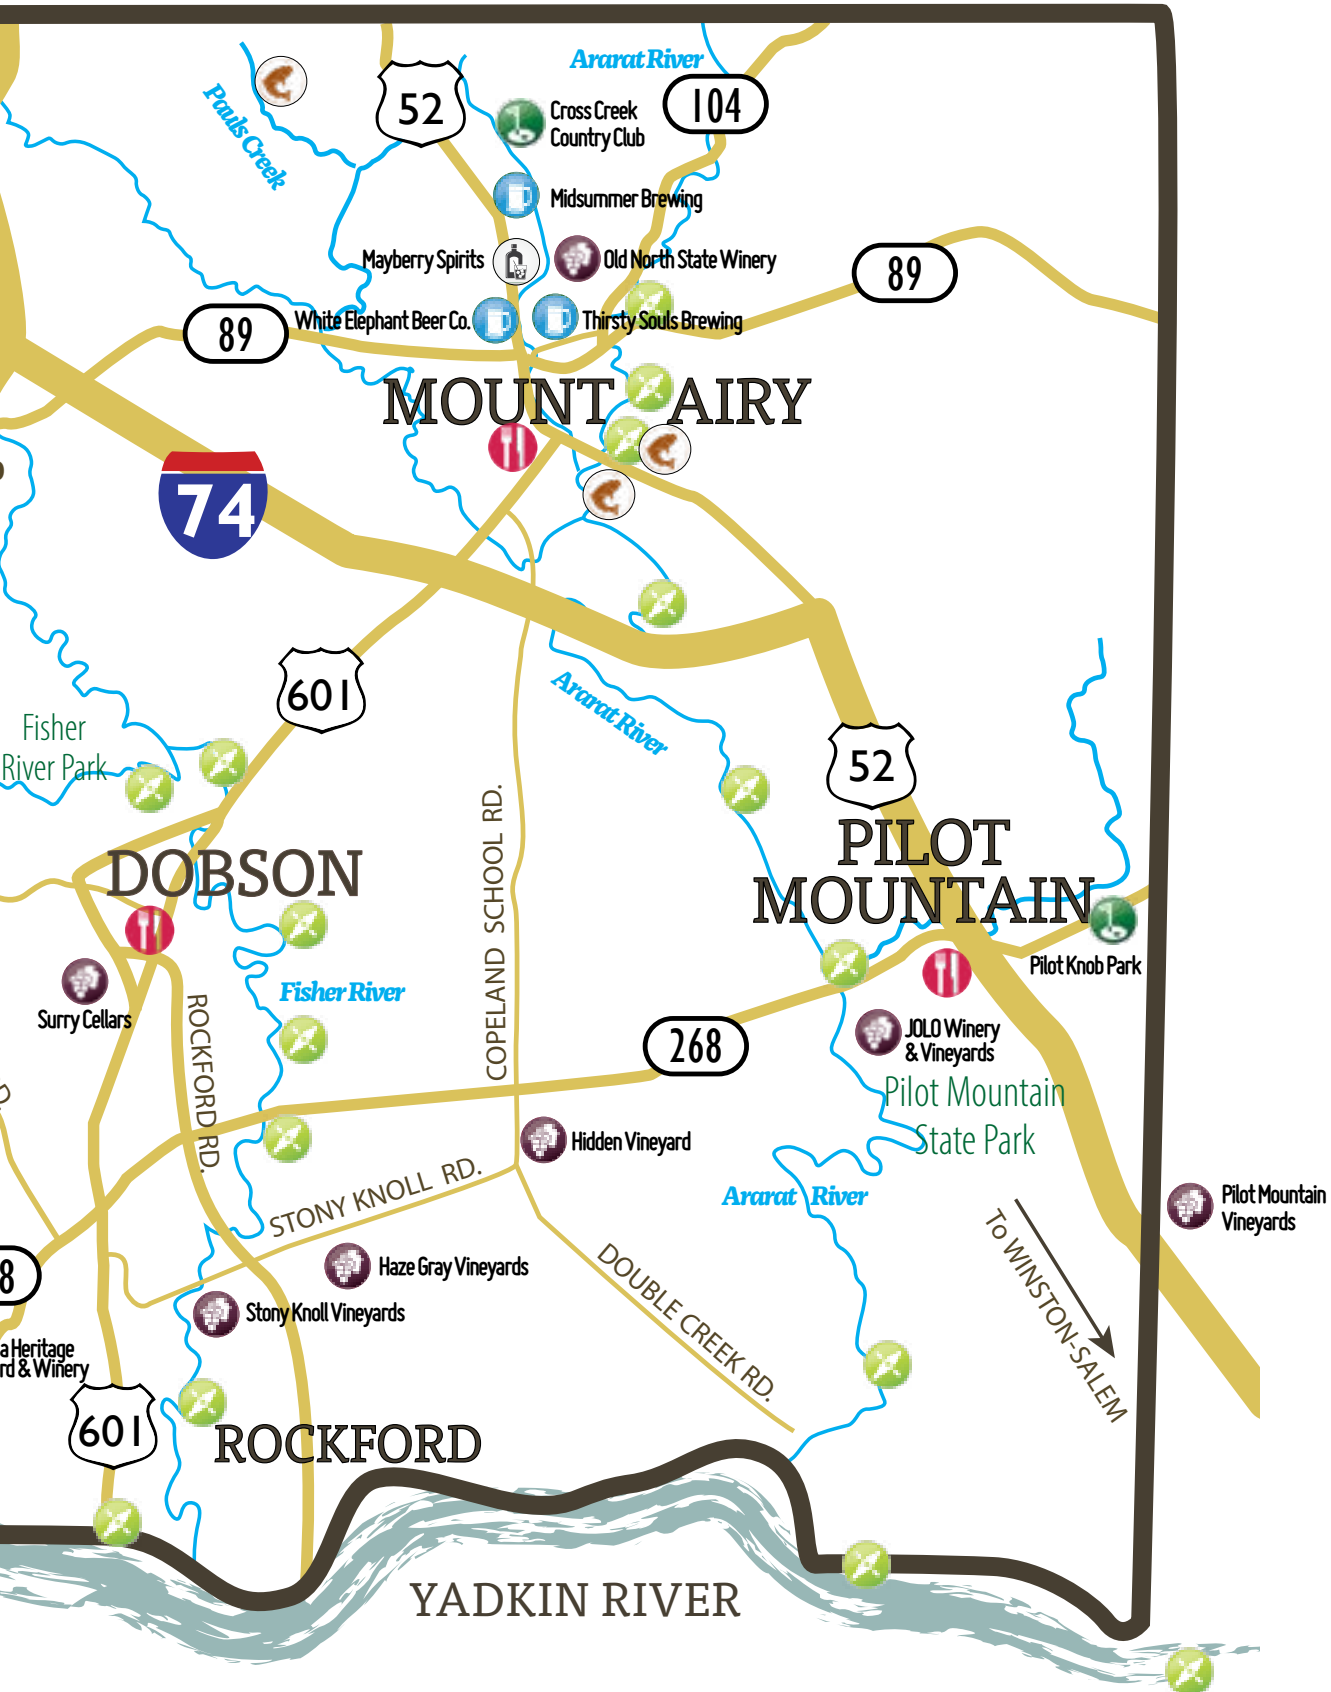 Ararat River
52
104
Pauls Creek
Cross Creek
Country Club
Midsummer Brewing
Mayberry Spirits
Old North State Winery
89
89
White Elephant Beer Co.
Thirsty Souls Brewing
MOUNT AIRY
74
601
Ararat River
Fisher
River Park
52
COPELAND SCHOOL RD.
PILOT
MOUNTAIN
DOBSON
Pilot Knob Park
Fisher River
Surry Cellars
ROCKFORD RD.
268
JOLO Winery
& Vineyards
Pilot Mountain
State Park
D.
Hidden Vineyard
STONY KNOLL RD.
Ararat River
Pilot Mountain
Vineyards
To WINSTON-SALEM
DOUBLE CREEK RD.
Haze Gray Vineyards
8
Stony Knoll Vineyards
a Heritage
rd & Winery
601
ROCKFORD
YADKIN RIVER